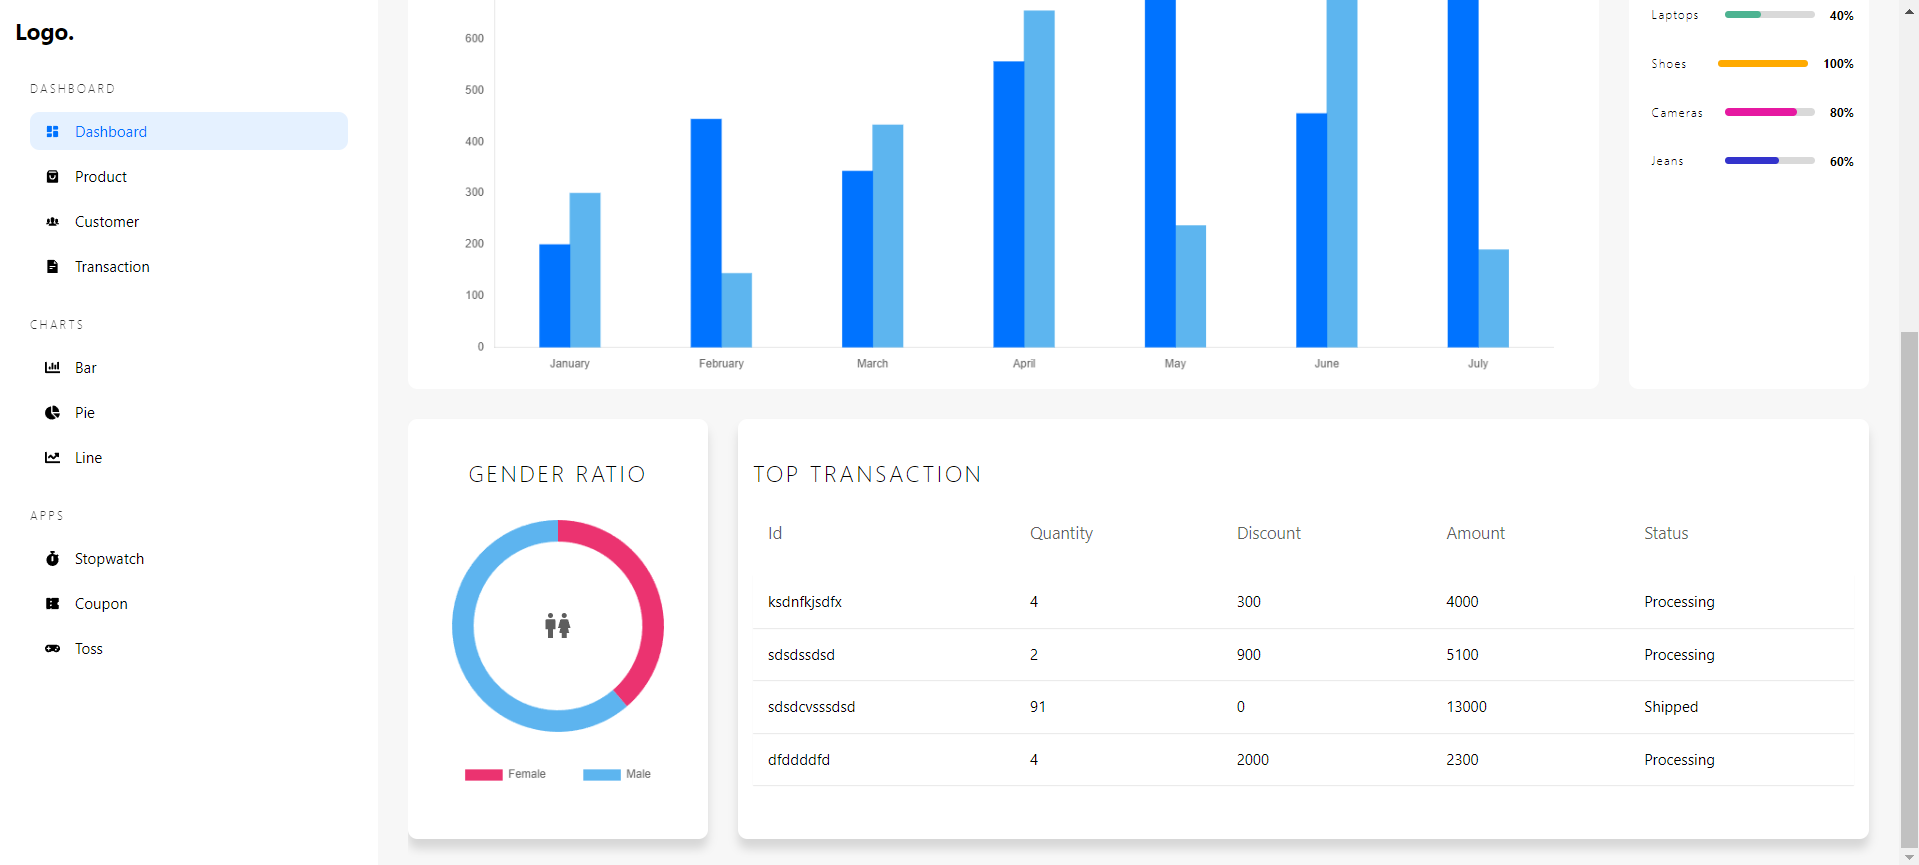 Logo.
DASHBOARD
Dashboard
Product
Customer
Transaction
CHARTS
Bar
Pie
Line
APPS
Stopwatch
Coupon
Toss
600
500
400
300
200
100
0
January February March April May June July
Laptops 40%
Shoes 100%
Cameras 80%
Jeans 60%
GENDER RATIO
Female Male
TOP TRANSACTION
Id Quantity Discount Amount Status
ksdnfkjsdfx 4 300 4000 Processing
sdsdssdsd 2 900 5100 Processing
sdsdcvsssdsd 91 0 13000 Shipped
dfddddfd 4 2000 2300 Processing